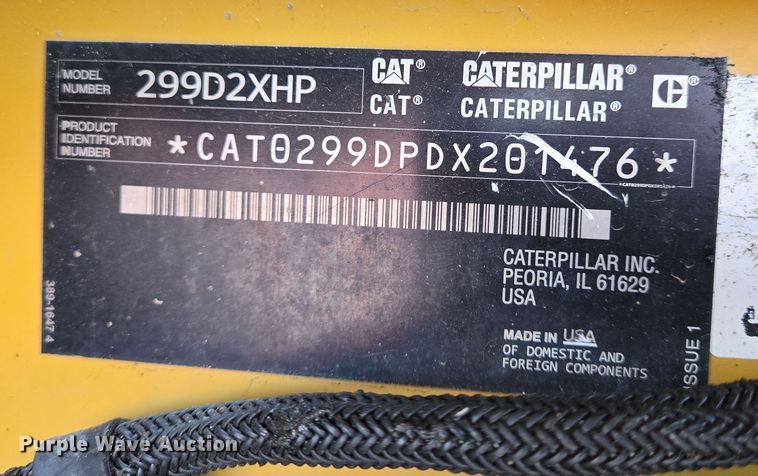 MODEL NUMBER 299D2XHP
CAT® CATERPILLAR®
CAT® CATERPILLAR®
PRODUCT IDENTIFICATION NUMBER *CAT0299DPDX201476*
*CAT0299DPDX201476*
CATERPILLAR INC.
PEORIA, IL 61629
USA
MADE IN USA
OF DOMESTIC AND
FOREIGN COMPONENTS
389-1647 4
ISSUE 1
Purple Wave Auction